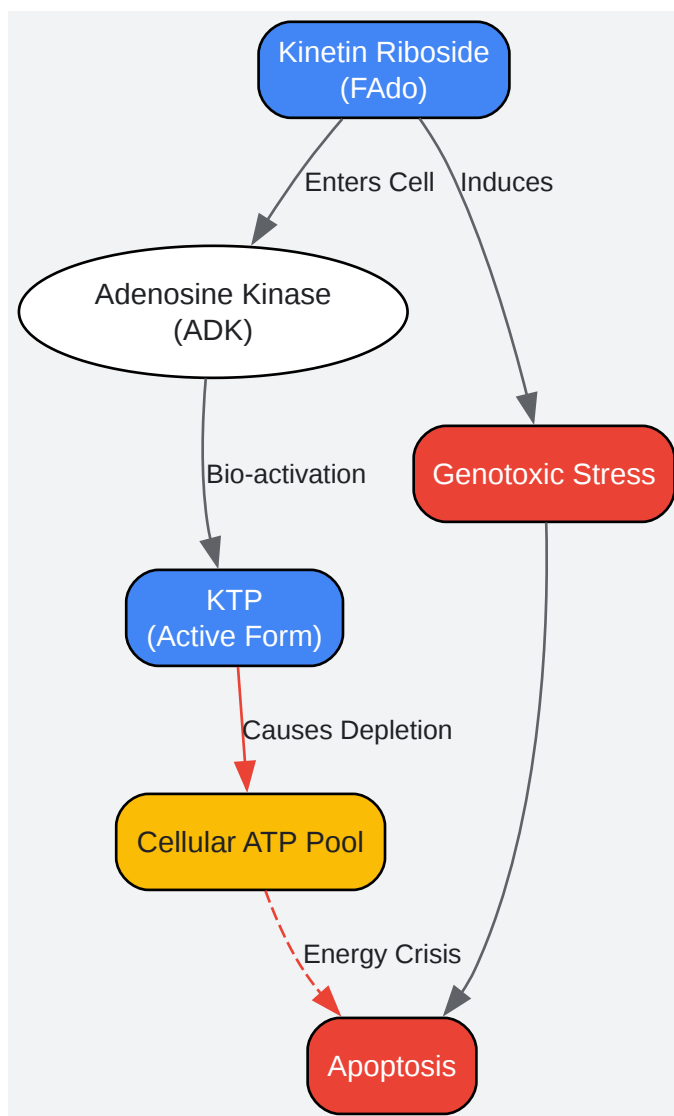 Kinetin Riboside
(FAdo)
Enters Cell
Induces
Adenosine Kinase
(ADK)
Bio-activation
Genotoxic Stress
KTP
(Active Form)
Causes Depletion
Cellular ATP Pool
Energy Crisis
Apoptosis